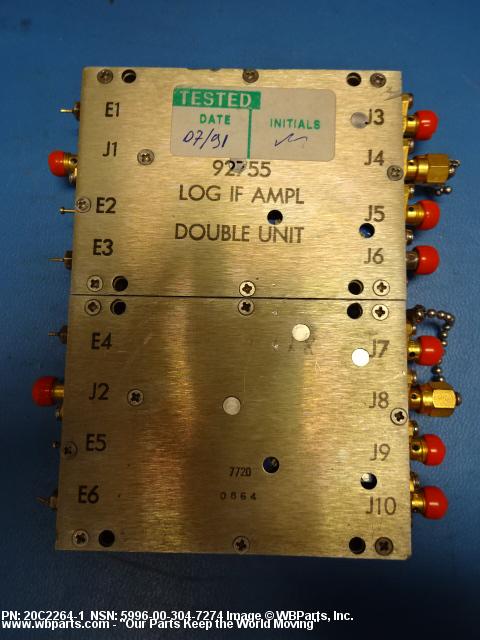 TESTED
DATE INITIALS
07/91
E1
J1
E2
E3
J3
J4
J5
J6
92755
LOG IF AMPL
DOUBLE UNIT
E4
J2
E5
E6
J7
J8
J9
J10
7720
0664
PN: 20C2264-1 NSN: 5996-00-304-7274 Image © WBParts, Inc.
www.wbparts.com - "Our Parts Keep the World Moving"